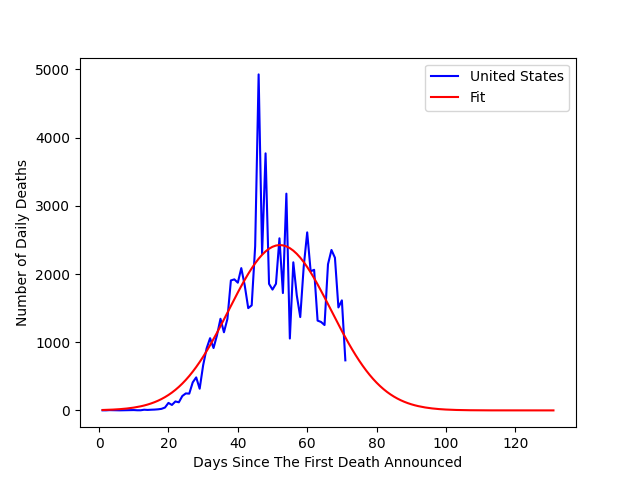 United States
Fit
5000
4000
3000
2000
1000
0
Number of Daily Deaths
0 20 40 60 80 100 120
Days Since The First Death Announced